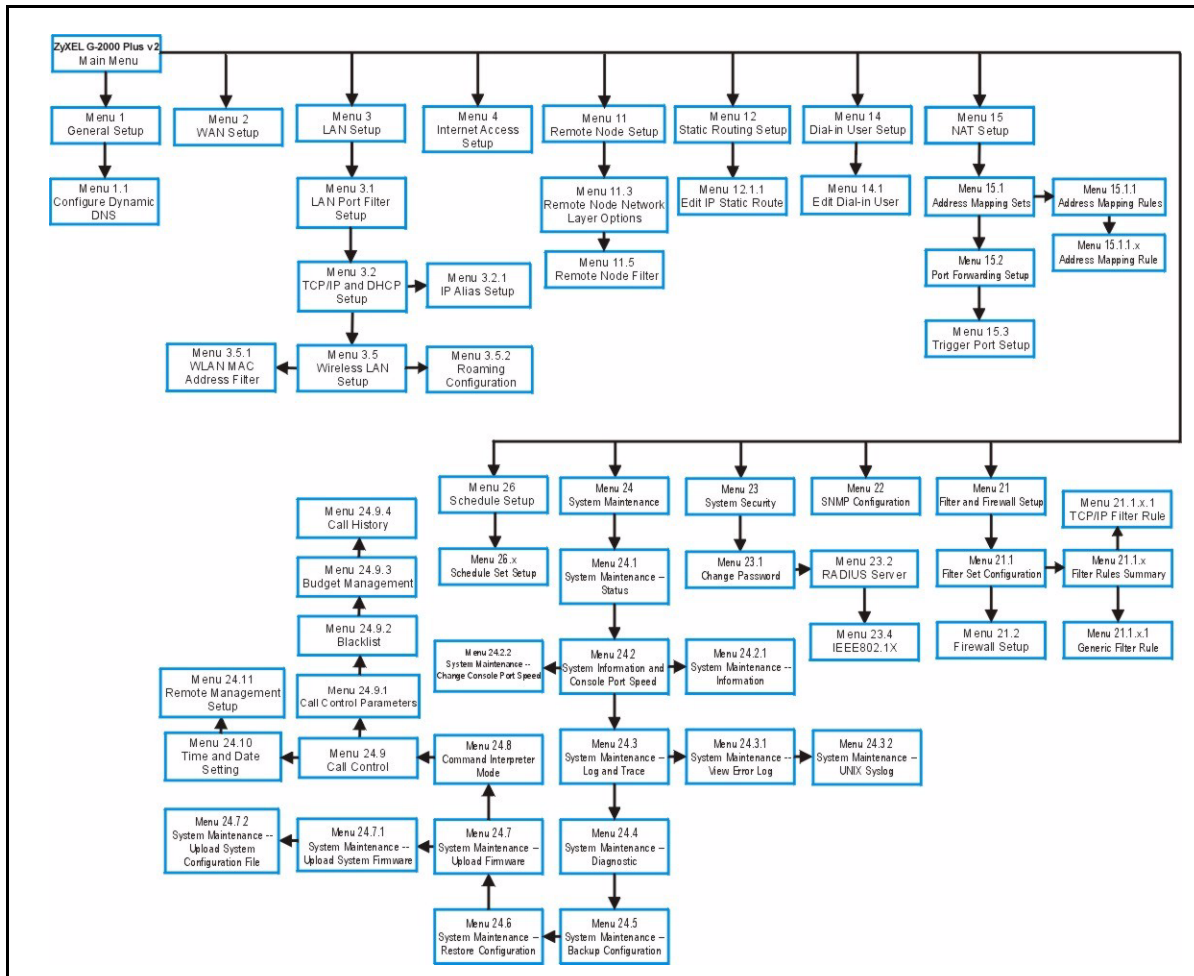 ZyXEL G-2000 Plus v2
Main Menu
Menu 1
General Setup
Menu 2
WAN Setup
Menu 3
LAN Setup
Menu 4
Internet Access
Setup
Menu 11
Remote Node Setup
Menu 12
Static Routing Setup
Menu 14
Dial-in User Setup
Menu 15
NAT Setup
Menu 1.1
Configure Dynamic
DNS
Menu 3.1
LAN Port Filter
Setup
Menu 11.3
Remote Node Network
Layer Options
Menu 12.1.1
Edit IP Static Route
Menu 14.1
Edit Dial-in User
Menu 15.1
Address Mapping Sets
Menu 15.1.1
Address Mapping Rules
Menu 3.2
TCP/IP and DHCP
Setup
Menu 3.2.1
IP Alias Setup
Menu 11.5
Remote Node Filter
Menu 15.2
Port Forwarding Setup
Menu 15.1.1.x
Address Mapping Rule
Menu 3.5.1
WLAN MAC
Address Filter
Menu 3.5
Wireless LAN
Setup
Menu 3.5.2
Roaming
Configuration
Menu 15.3
Trigger Port Setup
Menu 26
Schedule Setup
Menu 24
System Maintenance
Menu 23
System Security
Menu 22
SNMP Configuration
Menu 21
Filter and Firewall Setup
Menu 21.1.x.1
TCP/IP Filter Rule
Menu 24.9.4
Call History
Menu 26.x
Schedule Set Setup
Menu 24.1
System Maintenance –
Status
Menu 23.1
Change Password
Menu 23.2
RADIUS Server
Menu 21.1
Filter Set Configuration
Menu 21.1.x
Filter Rules Summary
Menu 24.9.3
Budget Management
Menu 24.9.2
Blacklist
Menu 23.4
IEEE802.1X
Menu 21.2
Firewall Setup
Menu 21.1.x.1
Generic Filter Rule
Menu 24.2.2
System Maintenance --
Change Console Port Speed
Menu 24.2
System Information and
Console Port Speed
Menu 24.2.1
System Maintenance --
Information
Menu 24.11
Remote Management
Setup
Menu 24.9.1
Call Control Parameters
Menu 24.10
Time and Date
Setting
Menu 24.9
Call Control
Menu 24.8
Command Interpreter
Mode
Menu 24.3
System Maintenance –
Log and Trace
Menu 24.3.1
System Maintenance --
View Error Log
Menu 24.3.2
System Maintenance –
UNIX Syslog
Menu 24.7.2
System Maintenance --
Upload System
Configuration File
Menu 24.7.1
System Maintenance --
Upload System Firmware
Menu 24.7
System Maintenance –
Upload Firmware
Menu 24.4
System Maintenance –
Diagnostic
Menu 24.6
System Maintenance –
Restore Configuration
Menu 24.5
System Maintenance –
Backup Configuration